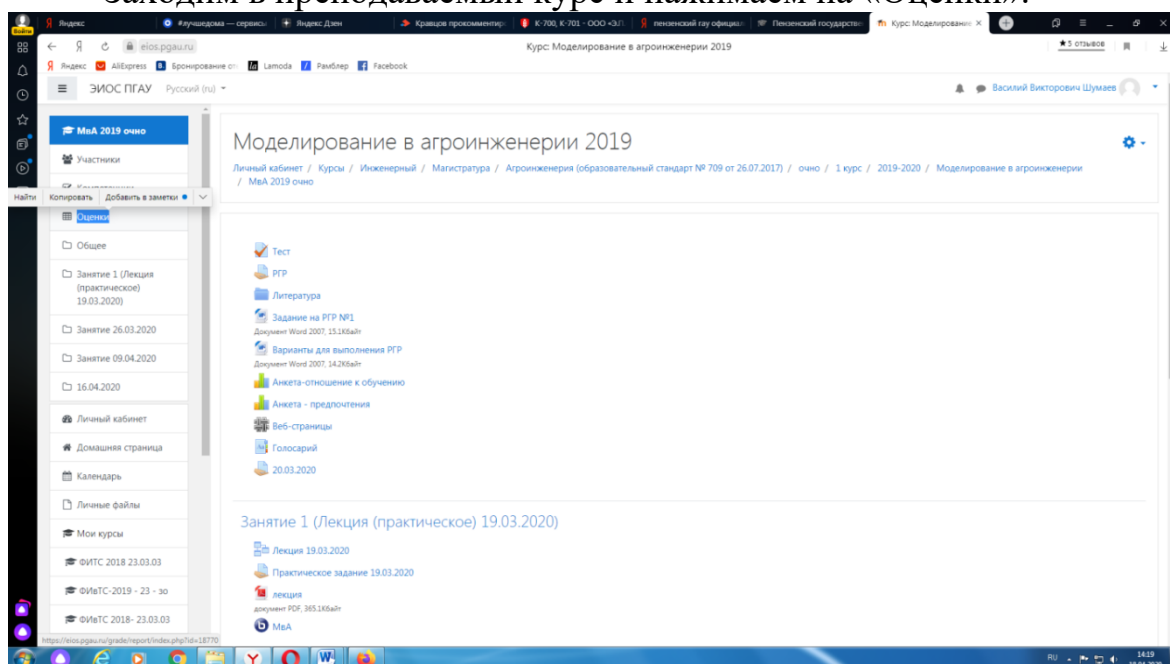 Заходим в преподаваемый курс и нажимаем на «Оценки».
Войти
Яндекс
#лучшедома — сервисы
Яндекс Дзен
Кравцов прокомментир
К-700, К-701 - ООО «ЭЛ
пензенский гау официал
Пензенский государстве
Курс: Моделирование
eios.pgau.ru
Курс: Моделирование в агроинженерии 2019
★ 5 отзывов
Яндекс
AliExpress
Бронирование от
Lamoda
Рамблер
Facebook
ЭИОС ПГАУ
Русский (ru)
Василий Викторович Шумаев
МвА 2019 очно
Участники
Компетенции
Найти
Копировать
Добавить в заметки
Оценки
Общее
Занятие 1 (Лекция
(практическое)
19.03.2020)
Занятие 26.03.2020
Занятие 09.04.2020
16.04.2020
Личный кабинет
Домашняя страница
Календарь
Личные файлы
Мои курсы
ФИТС 2018 23.03.03
ФИвТС-2019 - 23 - зо
ФИвТС 2018- 23.03.03
https://eios.pgau.ru/grade/report/index.php?id=18770
Моделирование в агроинженерии 2019
Личный кабинет / Курсы / Инженерный / Магистратура / Агроинженерия (образовательный стандарт № 709 от 26.07.2017) / очно / 1 курс / 2019-2020 / Моделирование в агроинженерии
/ МвА 2019 очно
Тест
РГР
Литература
Задание на РГР №1
Документ Word 2007, 15.1Кбайт
Варианты для выполнения РГР
Документ Word 2007, 14.2Кбайт
Анкета-отношение к обучению
Анкета - предпочтения
Веб-страницы
Голосарий
20.03.2020
Занятие 1 (Лекция (практическое) 19.03.2020)
Лекция 19.03.2020
Практическое задание 19.03.2020
лекция
документ PDF, 365.1Кбайт
МвА
RU
14:19